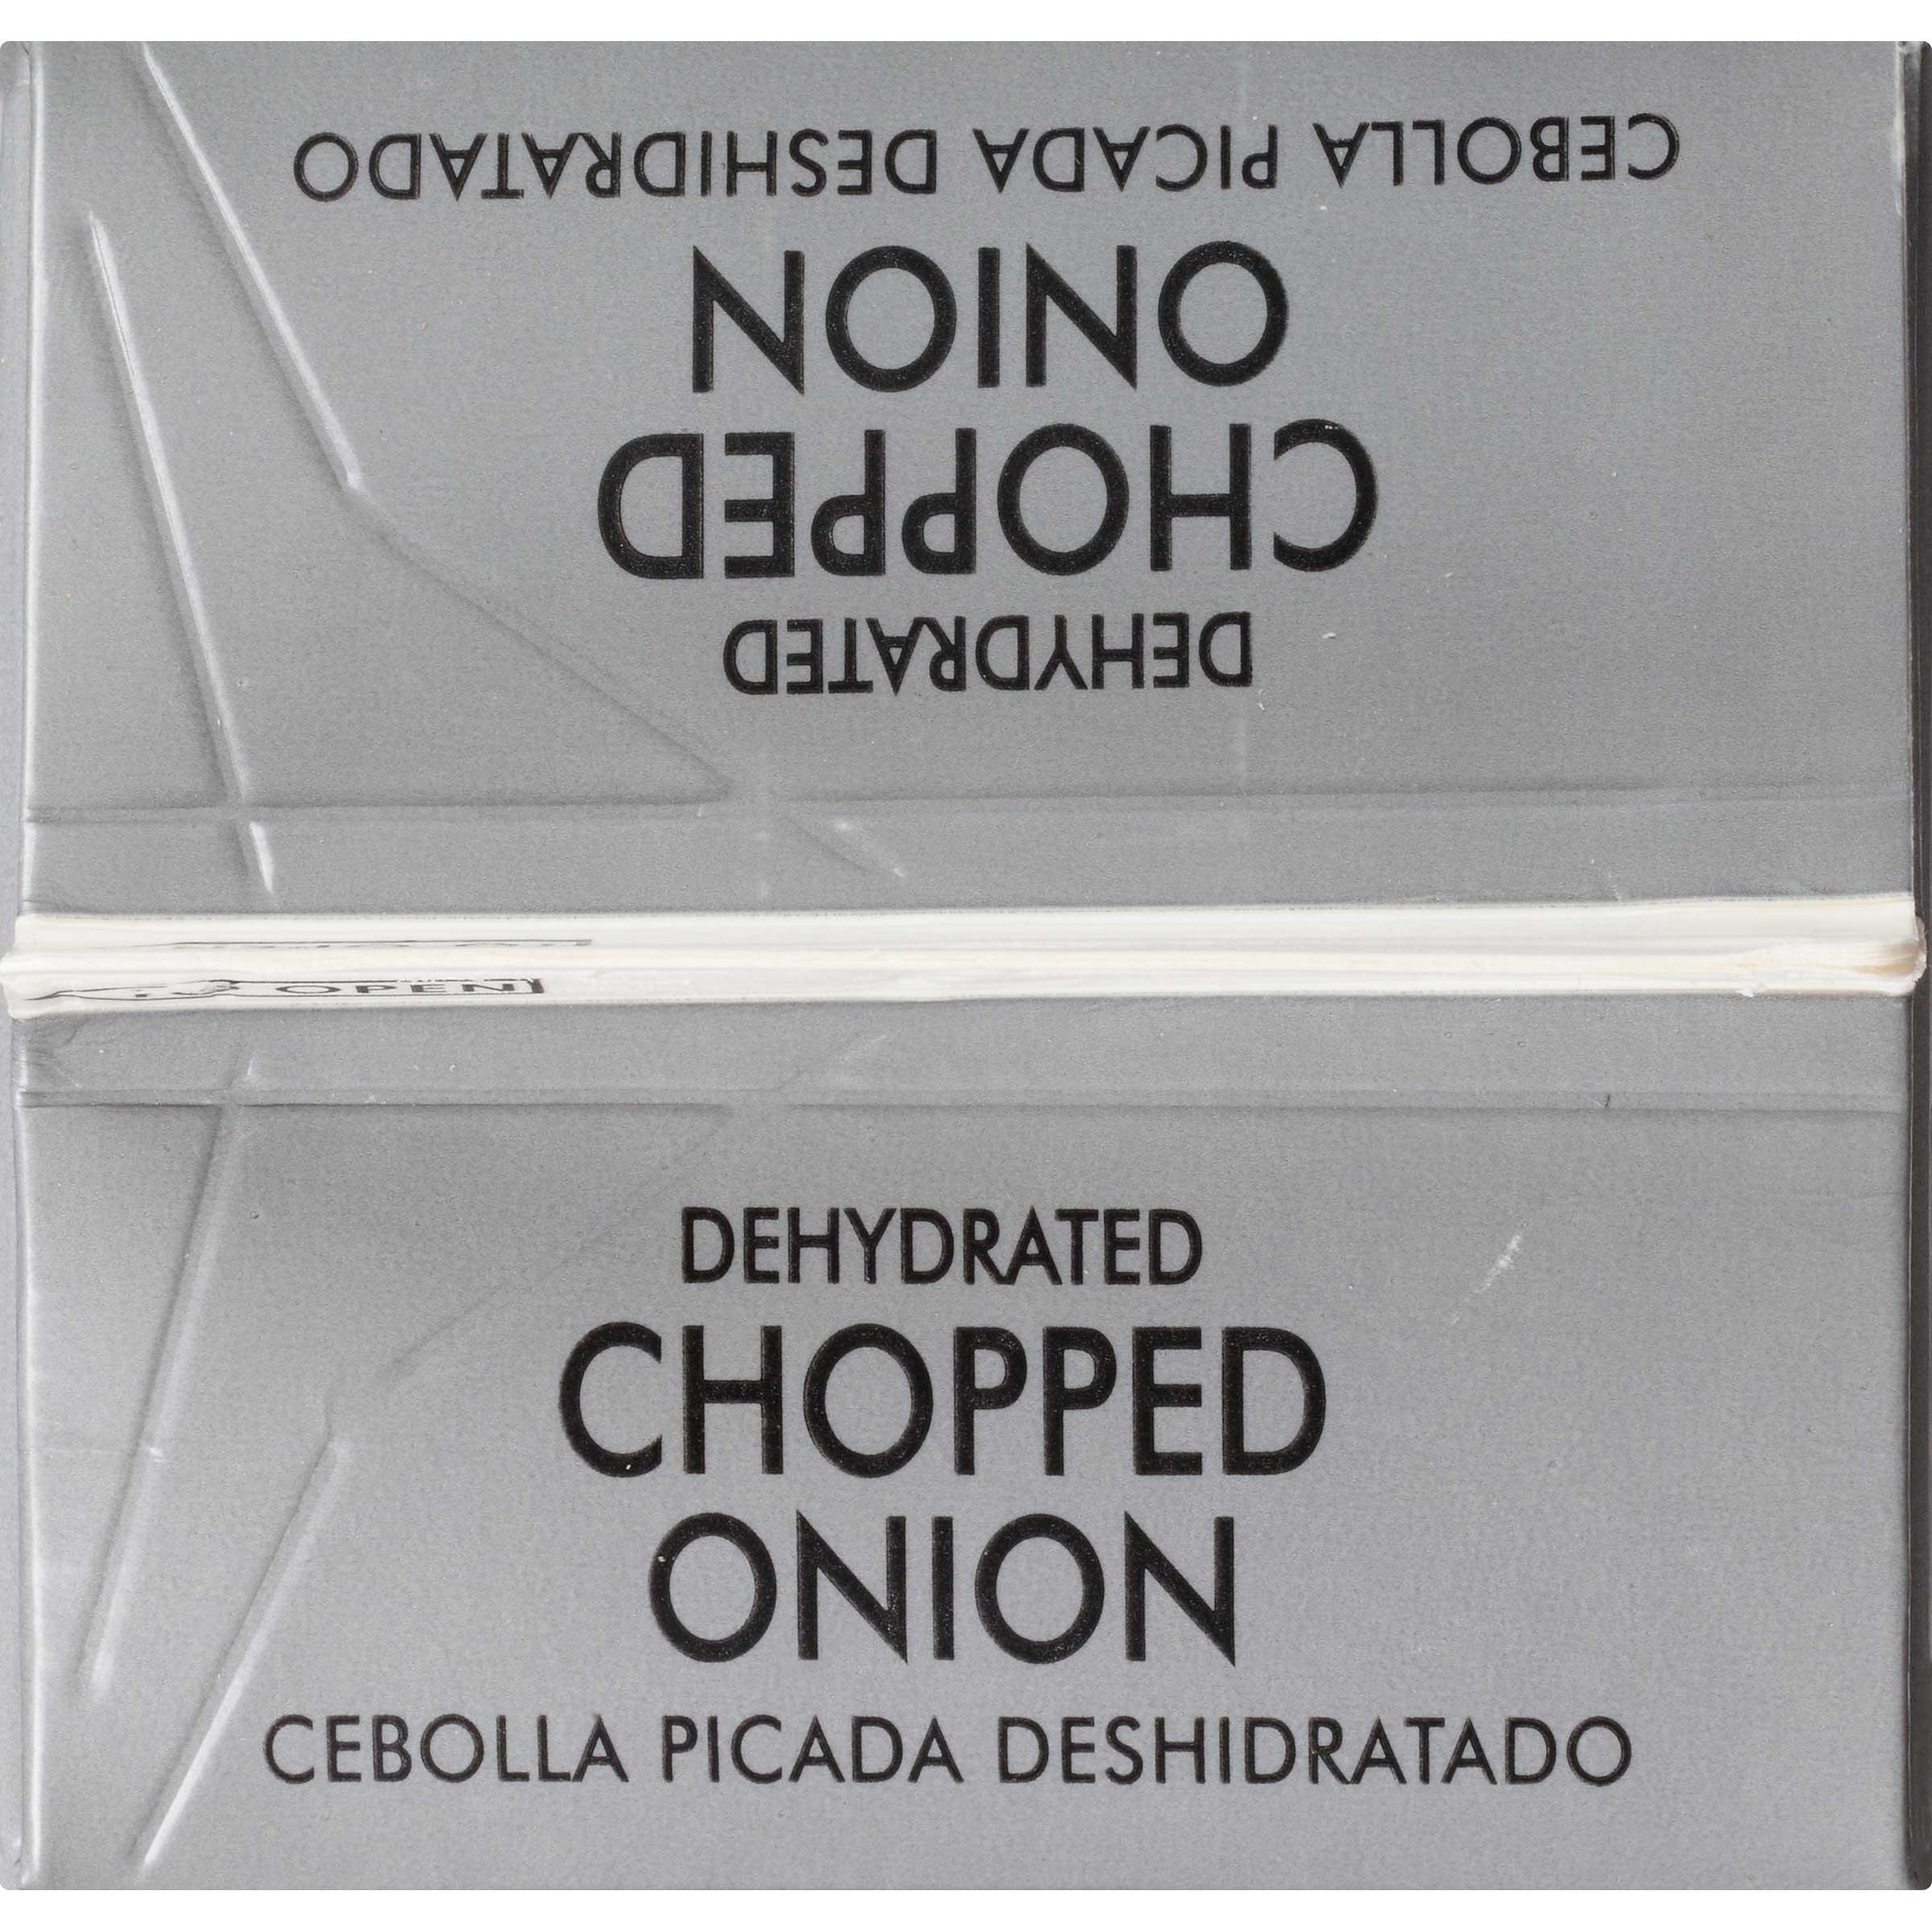 CEBOLLA PICADA DESHIDRATADO
ONION
CHOPPED
DEHYDRATED
OPEN
DEHYDRATED
CHOPPED
ONION
CEBOLLA PICADA DESHIDRATADO